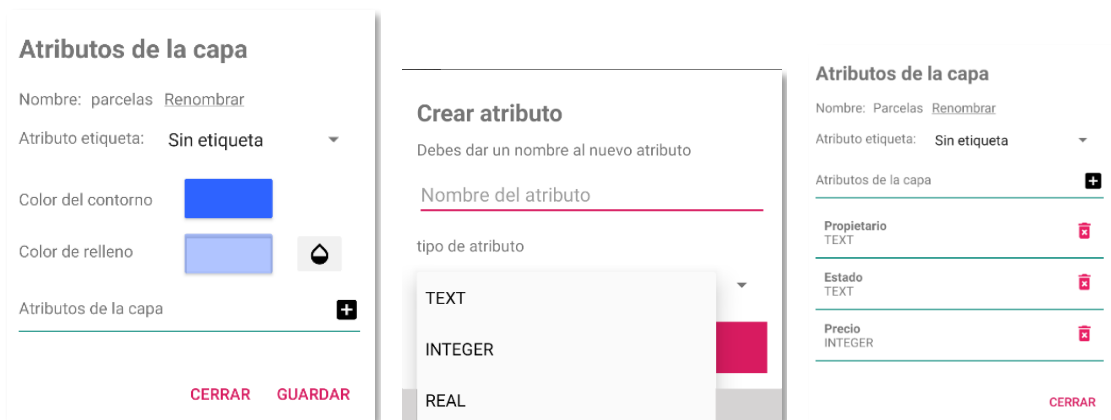 Atributos de la capa
Nombre: parcelas Renombrar
Atributo etiqueta: Sin etiqueta
Color del contorno
Color de relleno
Atributos de la capa
CERRAR GUARDAR
Crear atributo
Debes dar un nombre al nuevo atributo
Nombre del atributo
tipo de atributo
TEXT
INTEGER
REAL
Atributos de la capa
Nombre: Parcelas Renombrar
Atributo etiqueta: Sin etiqueta
Atributos de la capa
Propietario
TEXT
Estado
TEXT
Precio
INTEGER
CERRAR